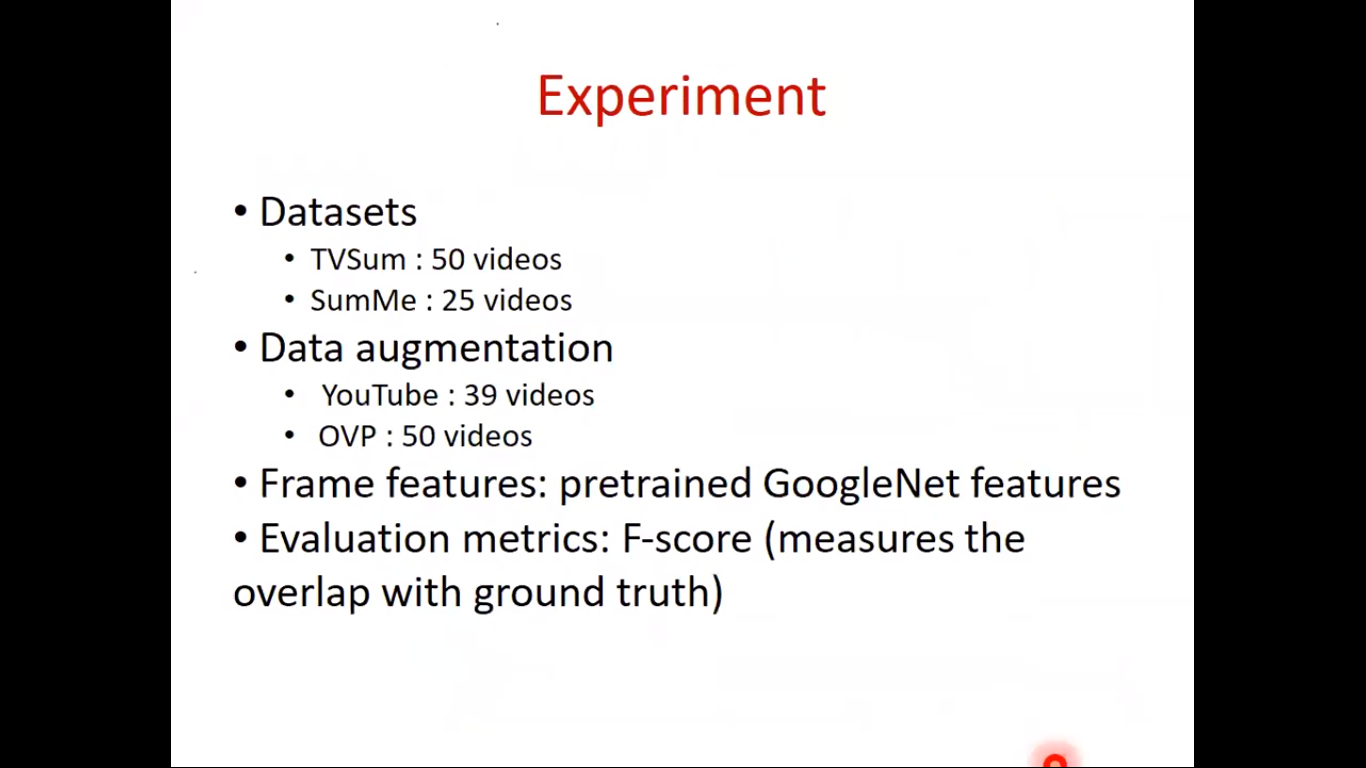 Experiment
• Datasets
• TVSum : 50 videos
• SumMe : 25 videos
• Data augmentation
• YouTube : 39 videos
• OVP : 50 videos
• Frame features: pretrained GoogleNet features
• Evaluation metrics: F-score (measures the
overlap with ground truth)